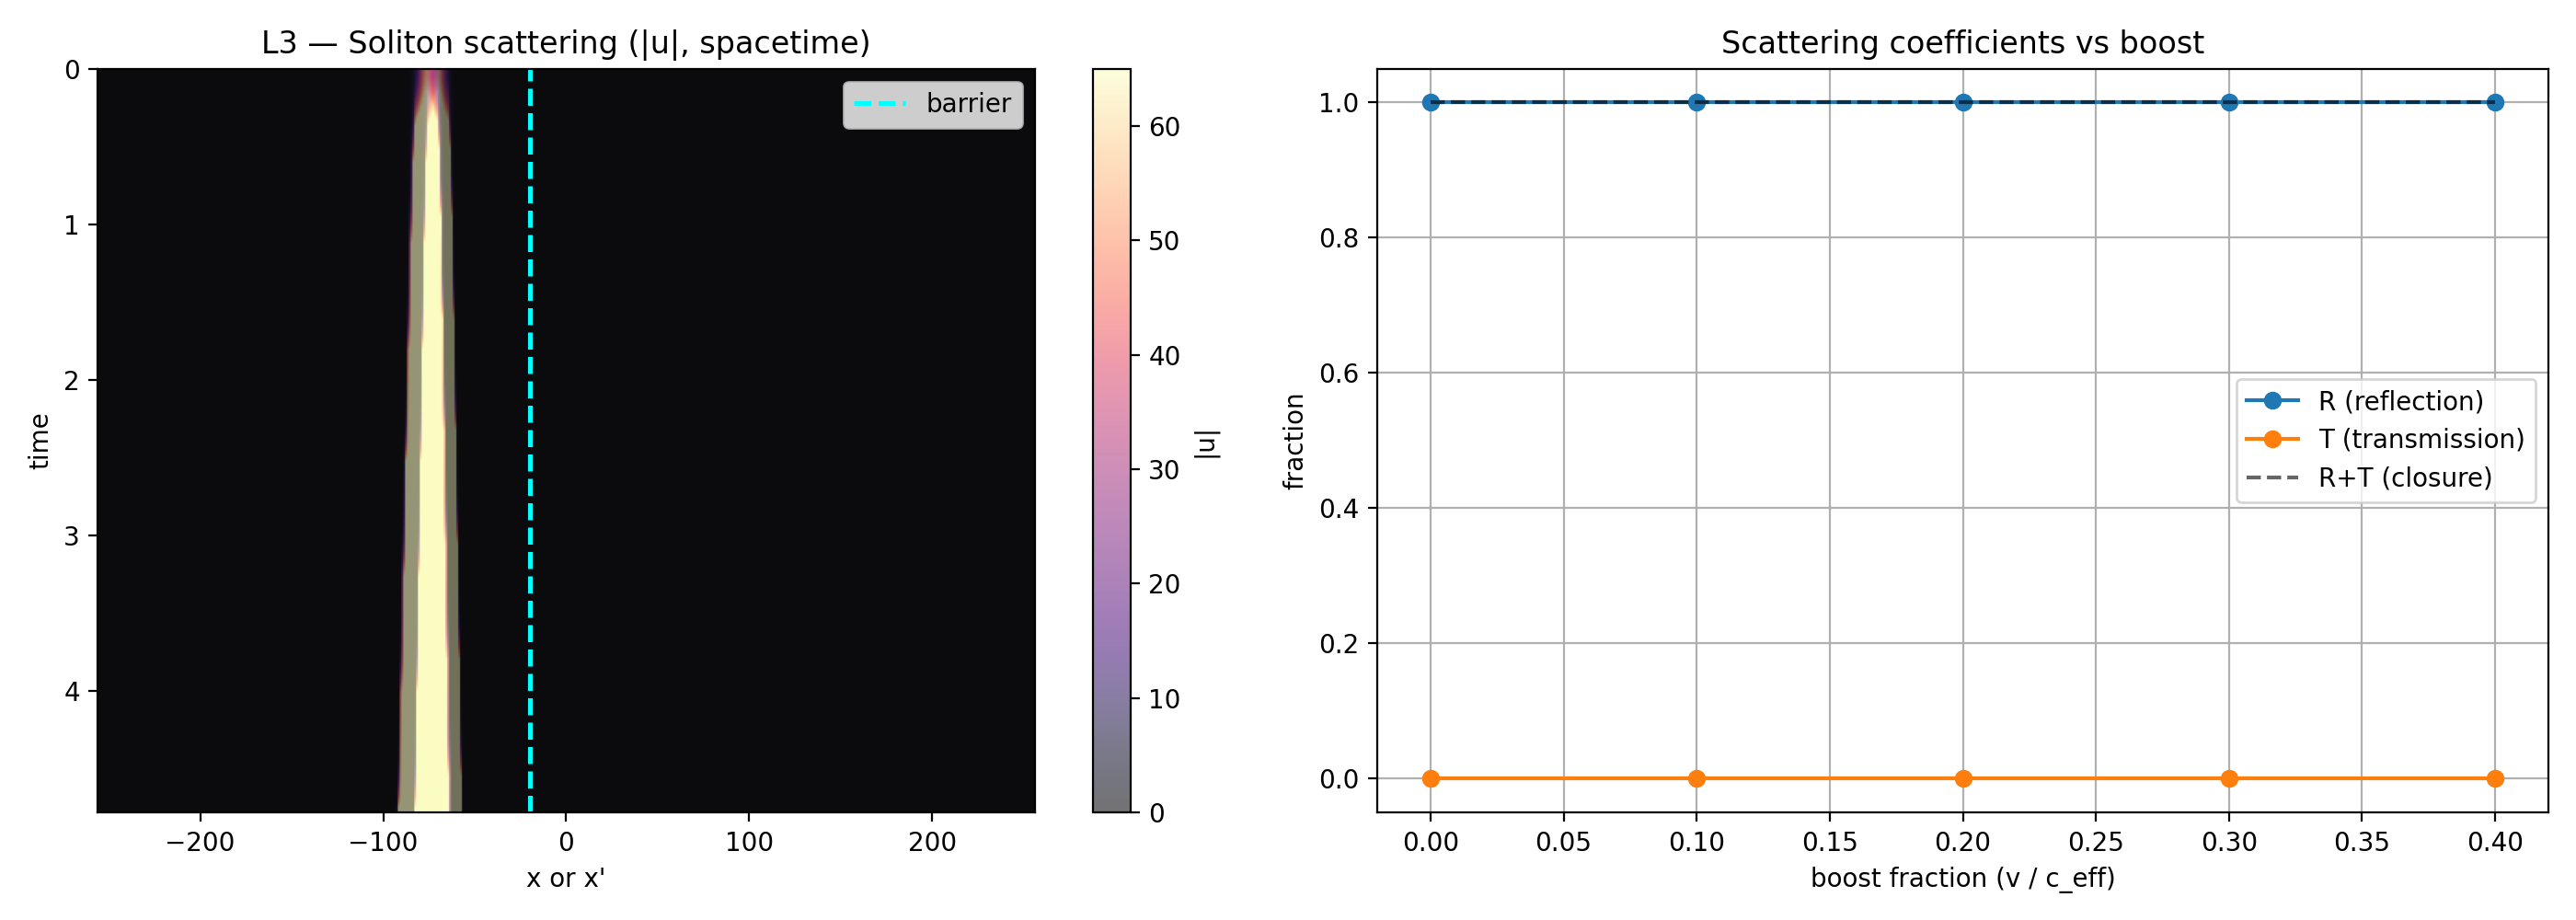 L3 — Soliton scattering (|u|, spacetime)
barrier
0
1
2
3
4
time
−200
−100
0
100
200
x or x'
60
50
40
30
20
10
0
|u|
Scattering coefficients vs boost
1.0
0.8
0.6
0.4
0.2
0.0
fraction
R (reflection)
T (transmission)
R+T (closure)
0.00
0.05
0.10
0.15
0.20
0.25
0.30
0.35
0.40
boost fraction (v / c_eff)